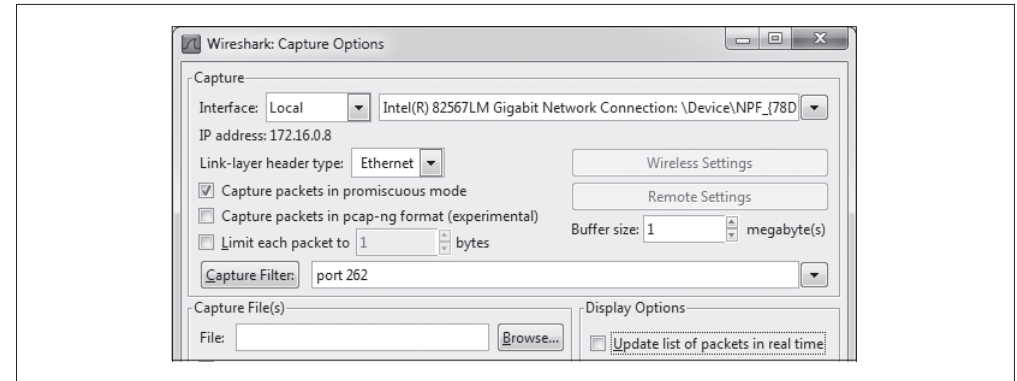 Wireshark: Capture Options
Capture
Interface: Local Intel(R) 82567LM Gigabit Network Connection: \Device\NPF_{78D
IP address: 172.16.0.8
Link-layer header type: Ethernet Wireless Settings
Capture packets in promiscuous mode Remote Settings
Capture packets in pcap-ng format (experimental)
Buffer size: 1 megabyte(s)
Limit each packet to 1 bytes
Capture Filter: port 262
Capture File(s) Display Options
File: Browse... Update list of packets in real time